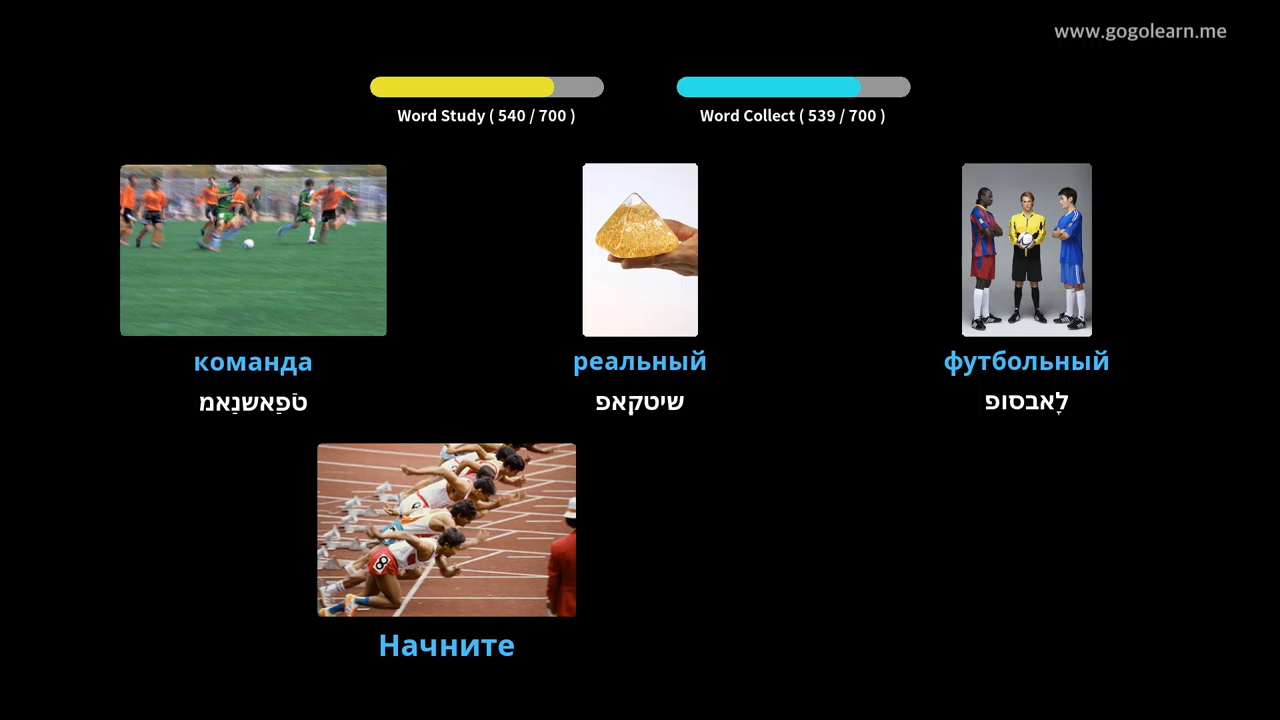 www.gogolearn.me
Word Study ( 540 / 700 )
Word Collect ( 539 / 700 )
команда
реальный
футбольный
טֿפַאשנַאמ
שיטקאפ
לָאבסופ
Начните